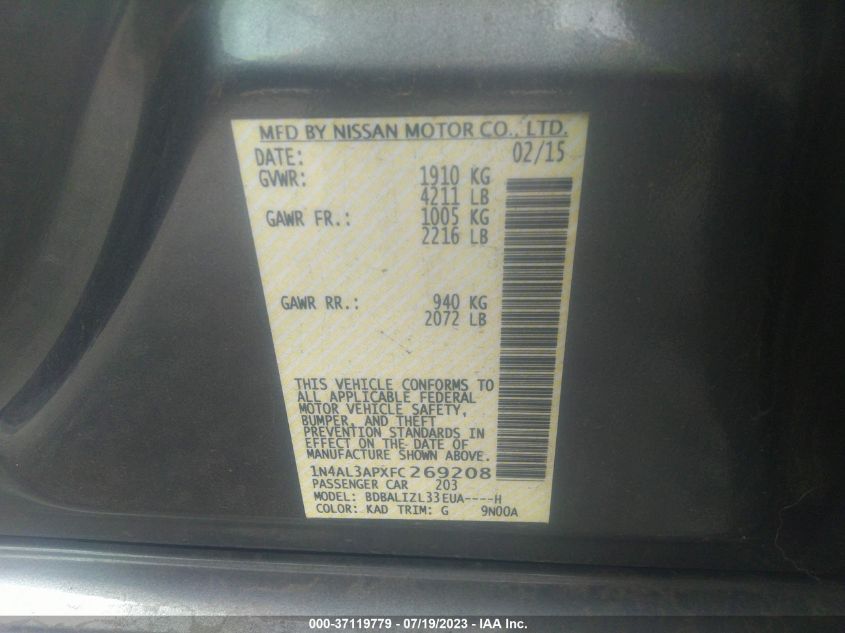 MFD BY NISSAN MOTOR CO., LTD.
DATE: 02/15
GVWR: 1910 KG
4211 LB
GAWR FR.: 1005 KG
2216 LB
GAWR RR.: 940 KG
2072 LB
THIS VEHICLE CONFORMS TO
ALL APPLICABLE FEDERAL
MOTOR VEHICLE SAFETY,
BUMPER, AND THEFT
PREVENTION STANDARDS IN
EFFECT ON THE DATE OF
MANUFACTURE SHOWN ABOVE.
1N4AL3APXFC269208
PASSENGER CAR 203
MODEL: BDBALIZL33EUA----H
COLOR: KAD TRIM: G 9N00A
000-37119779 - 07/19/2023 - IAA Inc.